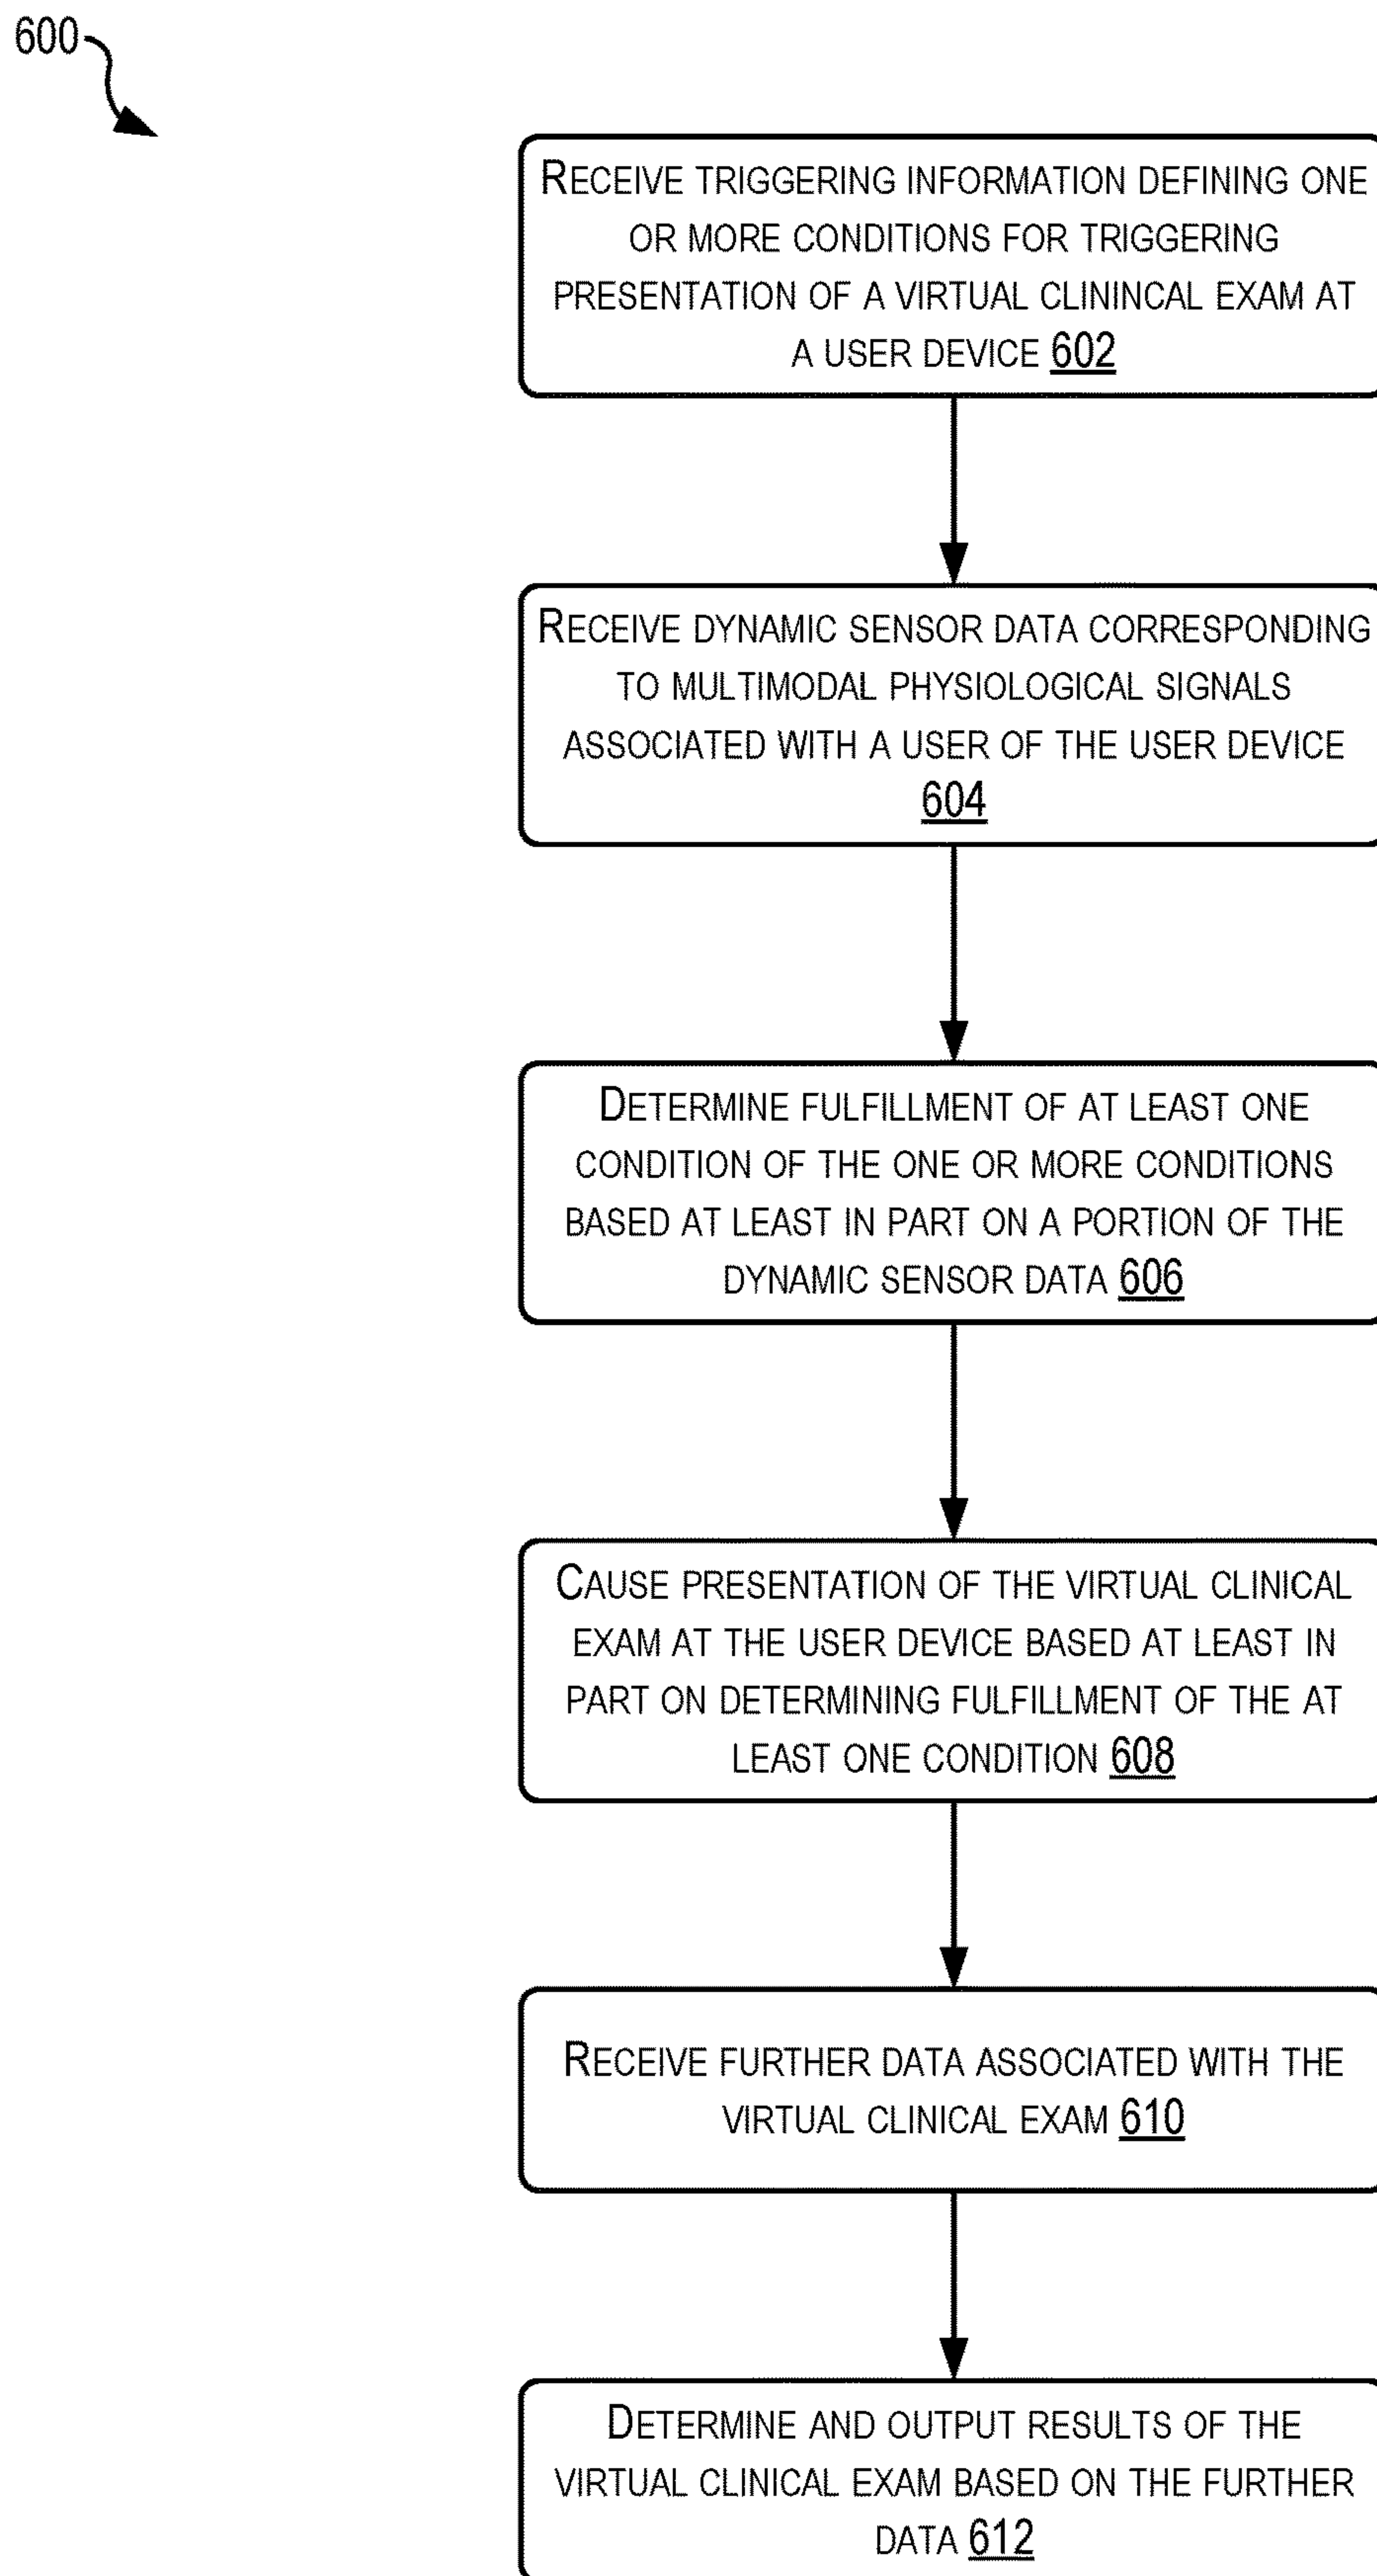 600
RECEIVE TRIGGERING INFORMATION DEFINING ONE
OR MORE CONDITIONS FOR TRIGGERING
PRESENTATION OF A VIRTUAL CLININCAL EXAM AT
A USER DEVICE 602
RECEIVE DYNAMIC SENSOR DATA CORRESPONDING
TO MULTIMODAL PHYSIOLOGICAL SIGNALS
ASSOCIATED WITH A USER OF THE USER DEVICE
604
DETERMINE FULFILLMENT OF AT LEAST ONE
CONDITION OF THE ONE OR MORE CONDITIONS
BASED AT LEAST IN PART ON A PORTION OF THE
DYNAMIC SENSOR DATA 606
CAUSE PRESENTATION OF THE VIRTUAL CLINICAL
EXAM AT THE USER DEVICE BASED AT LEAST IN
PART ON DETERMINING FULFILLMENT OF THE AT
LEAST ONE CONDITION 608
RECEIVE FURTHER DATA ASSOCIATED WITH THE
VIRTUAL CLINICAL EXAM 610
DETERMINE AND OUTPUT RESULTS OF THE
VIRTUAL CLINICAL EXAM BASED ON THE FURTHER
DATA 612